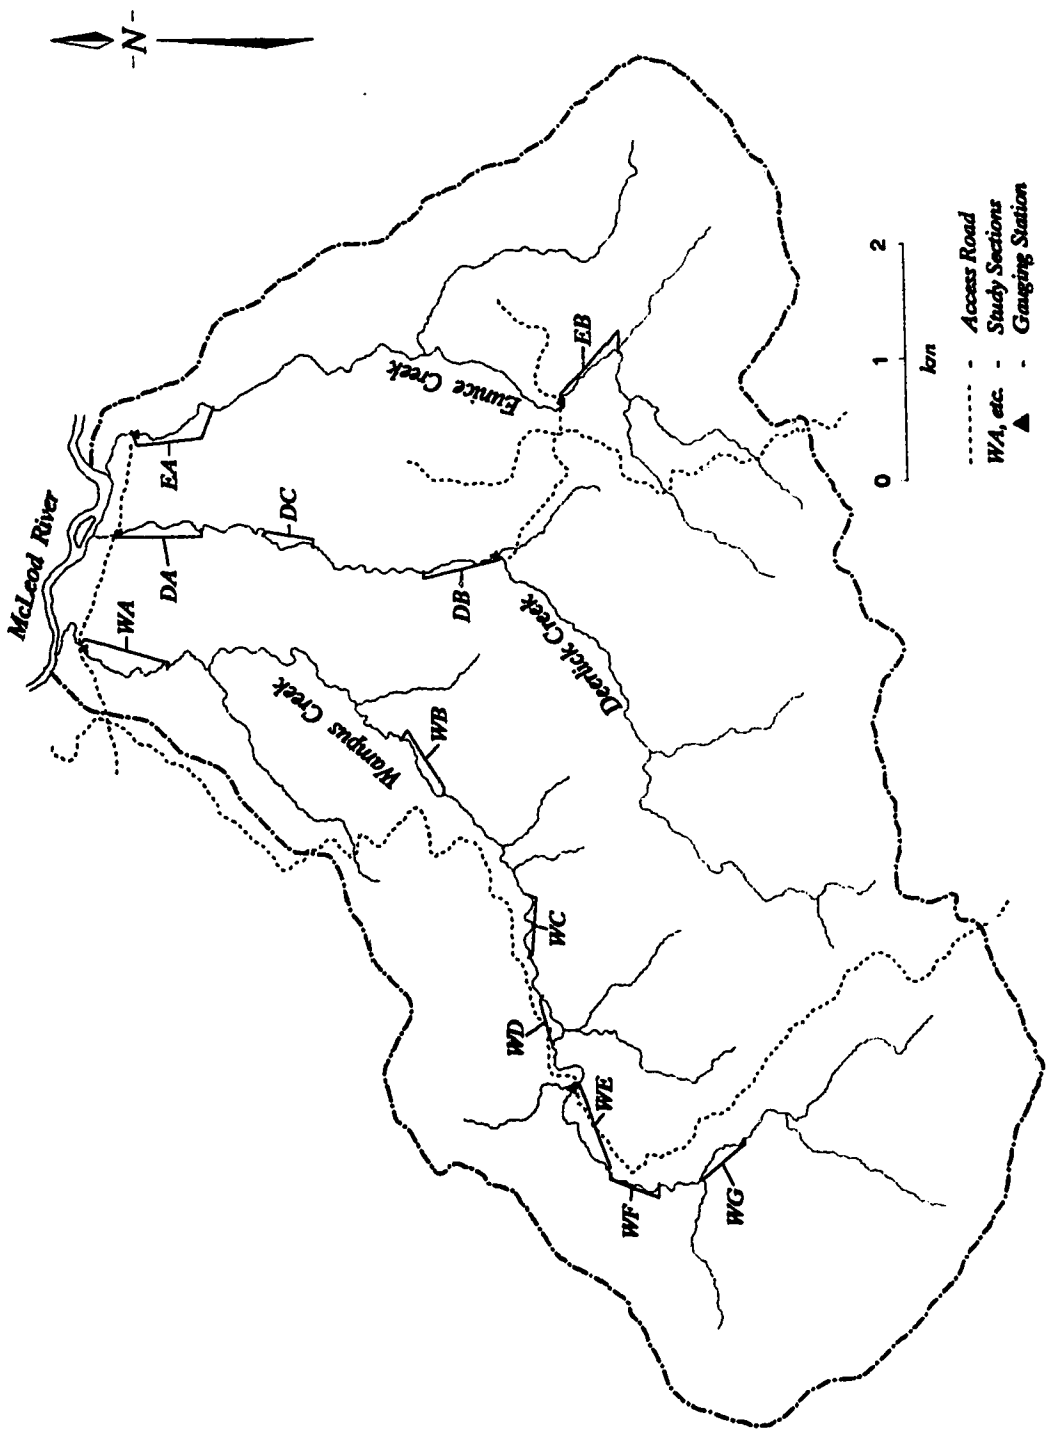 -N-
McLeod River
WA
DA
EA
DC
DB
EB
Eunice Creek
Deerlick Creek
Wampus Creek
WB
WC
WD
WE
WF
WG
0 1 2
km
------ - Access Road
WA, etc. - Study Sections
▲ - Gauging Station